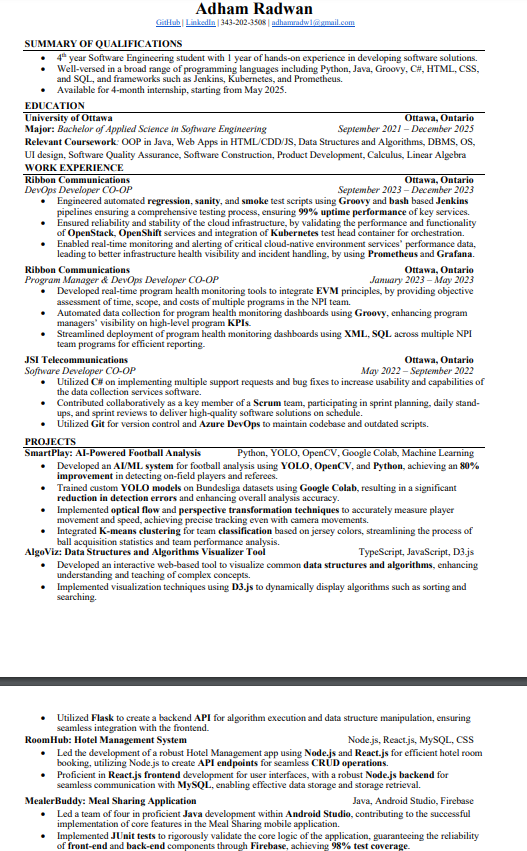 Adham Radwan
GitHub | LinkedIn | 343-202-3508 | adhamradw1@gmail.com
SUMMARY OF QUALIFICATIONS
• 4th year Software Engineering student with 1 year of hands-on experience in developing software solutions.
• Well-versed in a broad range of programming languages including Python, Java, Groovy, C#, HTML, CSS,
and SQL, and frameworks such as Jenkins, Kubernetes, and Prometheus.
• Available for 4-month internship, starting from May 2025.
EDUCATION
University of Ottawa Ottawa, Ontario
Major: Bachelor of Applied Science in Software Engineering September 2021 – December 2025
Relevant Coursework: OOP in Java, Web Apps in HTML/CDD/JS, Data Structures and Algorithms, DBMS, OS,
UI design, Software Quality Assurance, Software Construction, Product Development, Calculus, Linear Algebra
WORK EXPERIENCE
Ribbon Communications Ottawa, Ontario
DevOps Developer CO-OP September 2023 – December 2023
• Engineered automated regression, sanity, and smoke test scripts using Groovy and bash based Jenkins
pipelines ensuring a comprehensive testing process, ensuring 99% uptime performance of key services.
• Ensured reliability and stability of the cloud infrastructure, by validating the performance and functionality
of OpenStack, OpenShift services and integration of Kubernetes test head container for orchestration.
• Enabled real-time monitoring and alerting of critical cloud-native environment services’ performance data,
leading to better infrastructure health visibility and incident handling, by using Prometheus and Grafana.
Ribbon Communications Ottawa, Ontario
Program Manager & DevOps Developer CO-OP January 2023 – May 2023
• Developed real-time program health monitoring tools to integrate EVM principles, by providing objective
assessment of time, scope, and costs of multiple programs in the NPI team.
• Automated data collection for program health monitoring dashboards using Groovy, enhancing program
managers’ visibility on high-level program KPIs.
• Streamlined deployment of program health monitoring dashboards using XML, SQL across multiple NPI
team programs for efficient reporting.
JSI Telecommunications Ottawa, Ontario
Software Developer CO-OP May 2022 – September 2022
• Utilized C# on implementing multiple support requests and bug fixes to increase usability and capabilities of
the data collection services software.
• Contributed collaboratively as a key member of a Scrum team, participating in sprint planning, daily stand-
ups, and sprint reviews to deliver high-quality software solutions on schedule.
• Utilized Git for version control and Azure DevOps to maintain codebase and outdated scripts.
PROJECTS
SmartPlay: AI-Powered Football Analysis Python, YOLO, OpenCV, Google Colab, Machine Learning
• Developed an AI/ML system for football analysis using YOLO, OpenCV, and Python, achieving an 80%
improvement in detecting on-field players and referees.
• Trained custom YOLO models on Bundesliga datasets using Google Colab, resulting in a significant
reduction in detection errors and enhancing overall analysis accuracy.
• Implemented optical flow and perspective transformation techniques to accurately measure player
movement and speed, achieving precise tracking even with camera movements.
• Integrated K-means clustering for team classification based on jersey colors, streamlining the process of
ball acquisition statistics and team performance analysis.
AlgoViz: Data Structures and Algorithms Visualizer Tool TypeScript, JavaScript, D3.js
• Developed an interactive web-based tool to visualize common data structures and algorithms, enhancing
understanding and teaching of complex concepts.
• Implemented visualization techniques using D3.js to dynamically display algorithms such as sorting and
searching.
• Utilized Flask to create a backend API for algorithm execution and data structure manipulation, ensuring
seamless integration with the frontend.
RoomHub: Hotel Management System Node.js, React.js, MySQL, CSS
• Led the development of a robust Hotel Management app using Node.js and React.js for efficient hotel room
booking, utilizing Node.js to create API endpoints for seamless CRUD operations.
• Proficient in React.js frontend development for user interfaces, with a robust Node.js backend for
seamless communication with MySQL, enabling effective data storage and storage retrieval.
MealerBuddy: Meal Sharing Application Java, Android Studio, Firebase
• Led a team of four in proficient Java development within Android Studio, contributing to the successful
implementation of core features in the Meal Sharing mobile application.
• Implemented JUnit tests to rigorously validate the core logic of the application, guaranteeing the reliability
of front-end and back-end components through Firebase, achieving 98% test coverage.